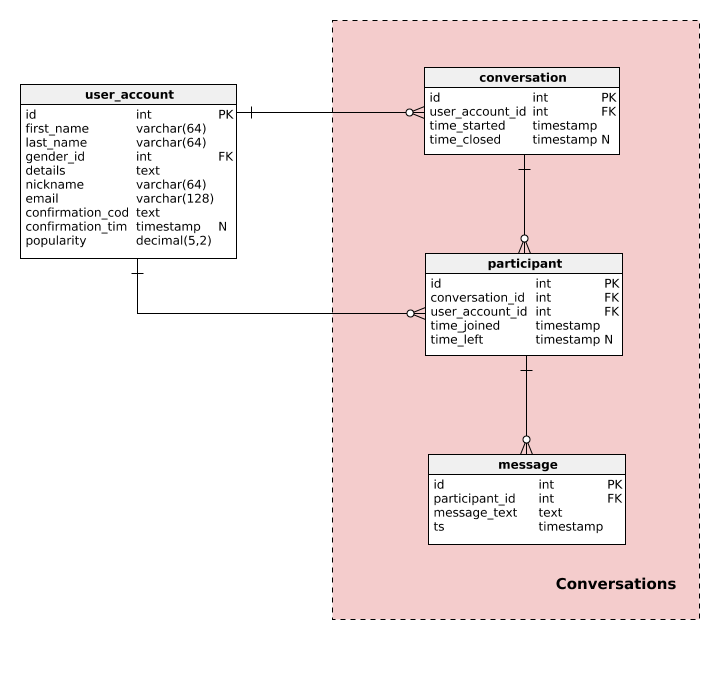 user_account
id int PK
first_name varchar(64)
last_name varchar(64)
gender_id int FK
details text
nickname varchar(64)
email varchar(128)
confirmation_cod text
confirmation_tim timestamp N
popularity decimal(5,2)
conversation
id int PK
user_account_id int FK
time_started timestamp
time_closed timestamp N
participant
id int PK
conversation_id int FK
user_account_id int FK
time_joined timestamp
time_left timestamp N
message
id int PK
participant_id int FK
message_text text
ts timestamp
Conversations